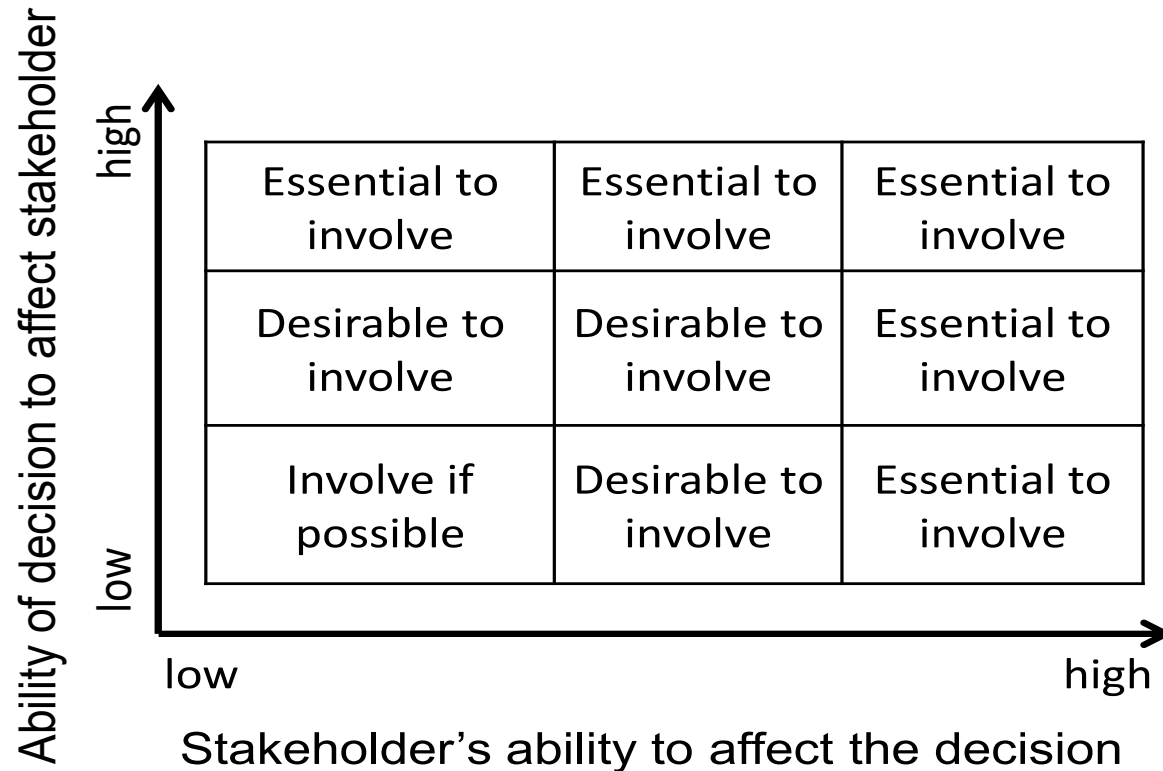 Ability of decision to affect stakeholder
high
low
Essential to
involve
Essential to
involve
Essential to
involve
Desirable to
involve
Desirable to
involve
Essential to
involve
Involve if
possible
Desirable to
involve
Essential to
involve
low
high
Stakeholder’s ability to affect the decision